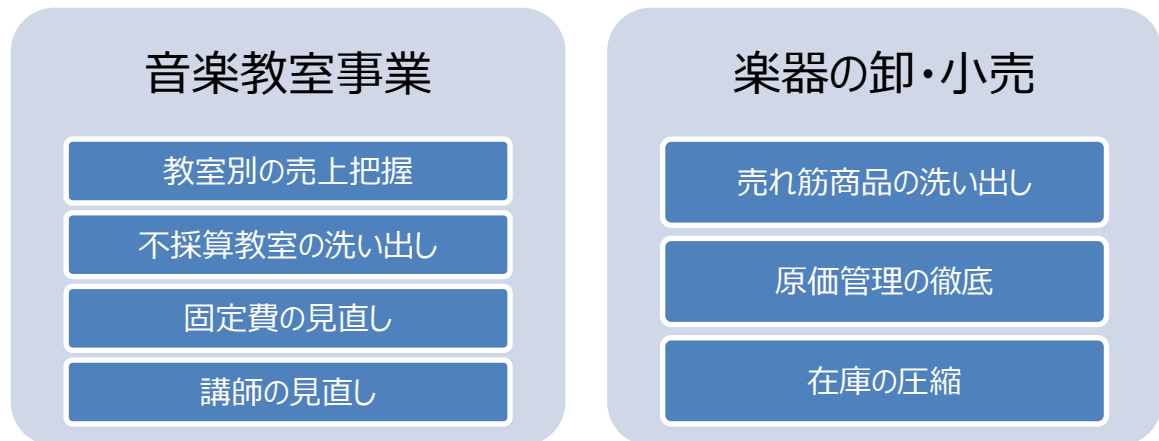 音楽教室事業
教室別の売上把握
不採算教室の洗い出し
固定費の見直し
講師の見直し
楽器の卸・小売
売れ筋商品の洗い出し
原価管理の徹底
在庫の圧縮